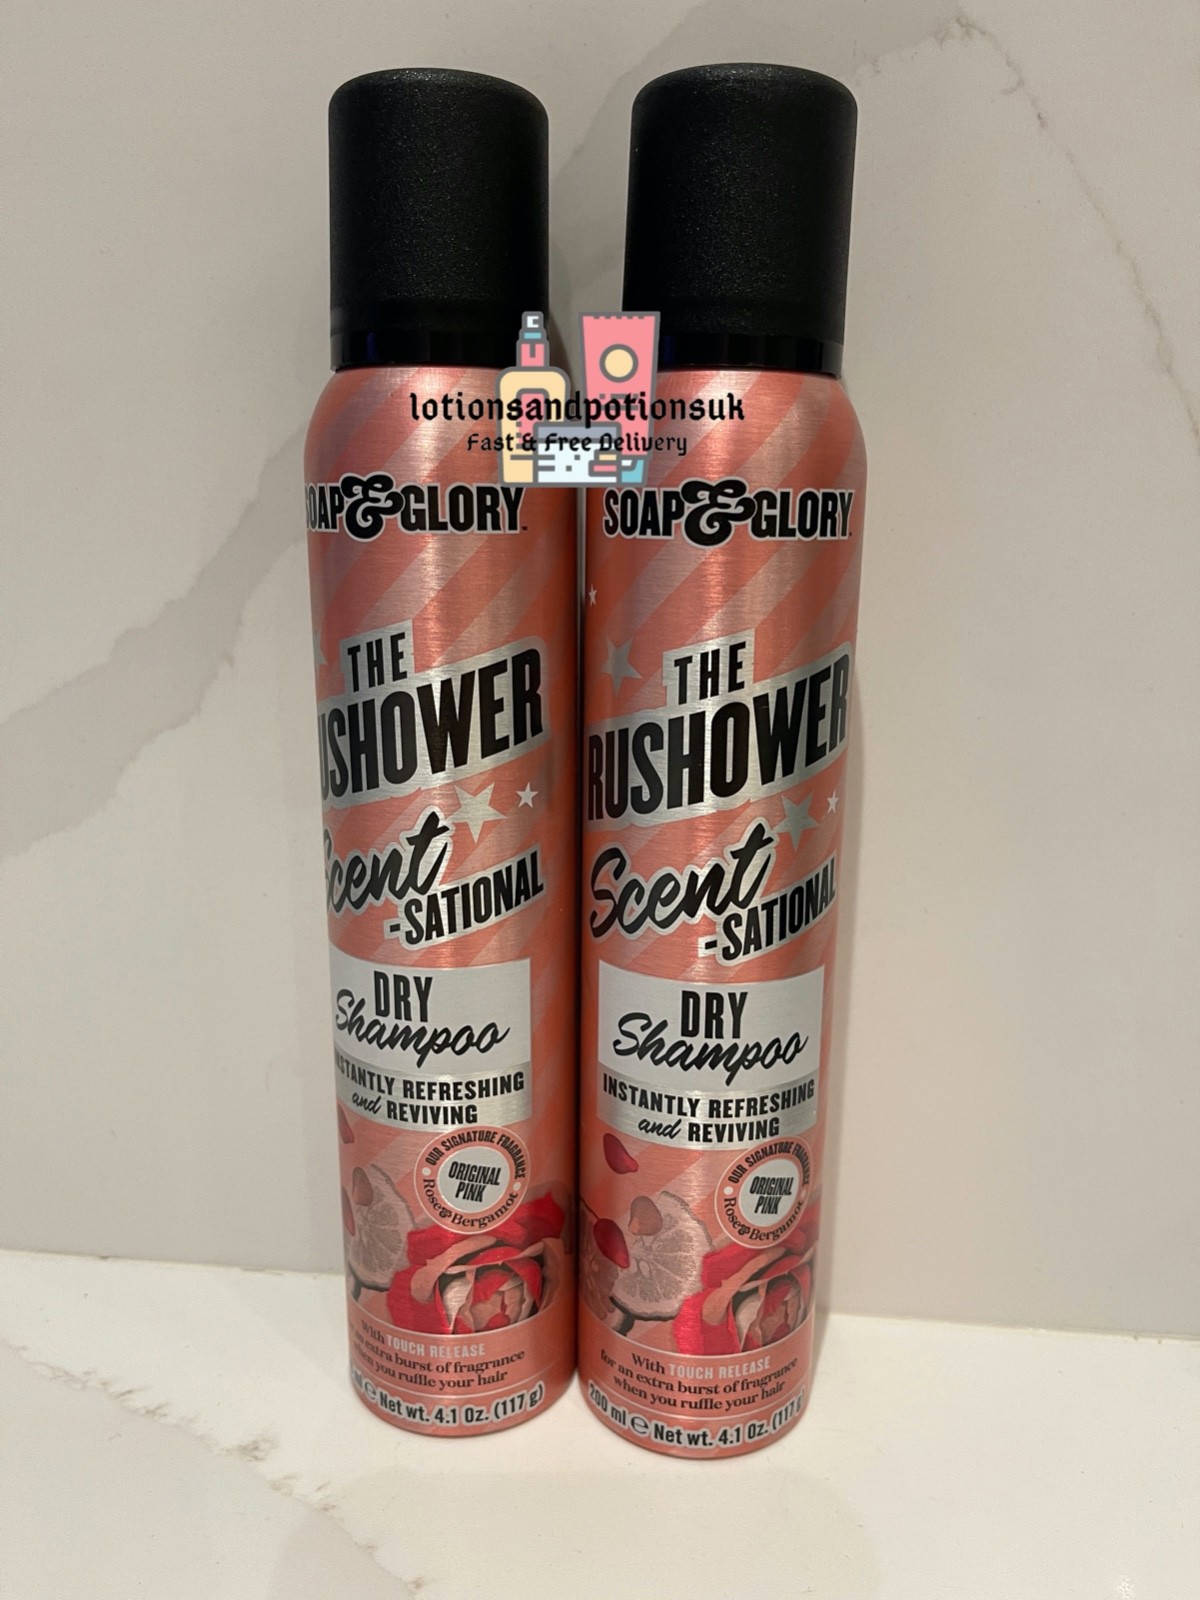 lotionsandpotionsuk
Fast & Free Delivery
SOAP & GLORY
THE
RUSHOWER
Scent
-SATIONAL
DRY
Shampoo
INSTANTLY REFRESHING
and REVIVING
OUR SIGNATURE FRAGRANCE
ORIGINAL
PINK
Rose & Bergamot
With TOUCH RELEASE
for an extra burst of fragrance
when you ruffle your hair
Net wt. 4.1 Oz. (117 g)
SOAP & GLORY
THE
RUSHOWER
Scent
-SATIONAL
DRY
Shampoo
INSTANTLY REFRESHING
and REVIVING
OUR SIGNATURE FRAGRANCE
ORIGINAL
PINK
Rose & Bergamot
With TOUCH RELEASE
for an extra burst of fragrance
when you ruffle your hair
200 ml ℮ Net wt. 4.1 Oz. (117 g